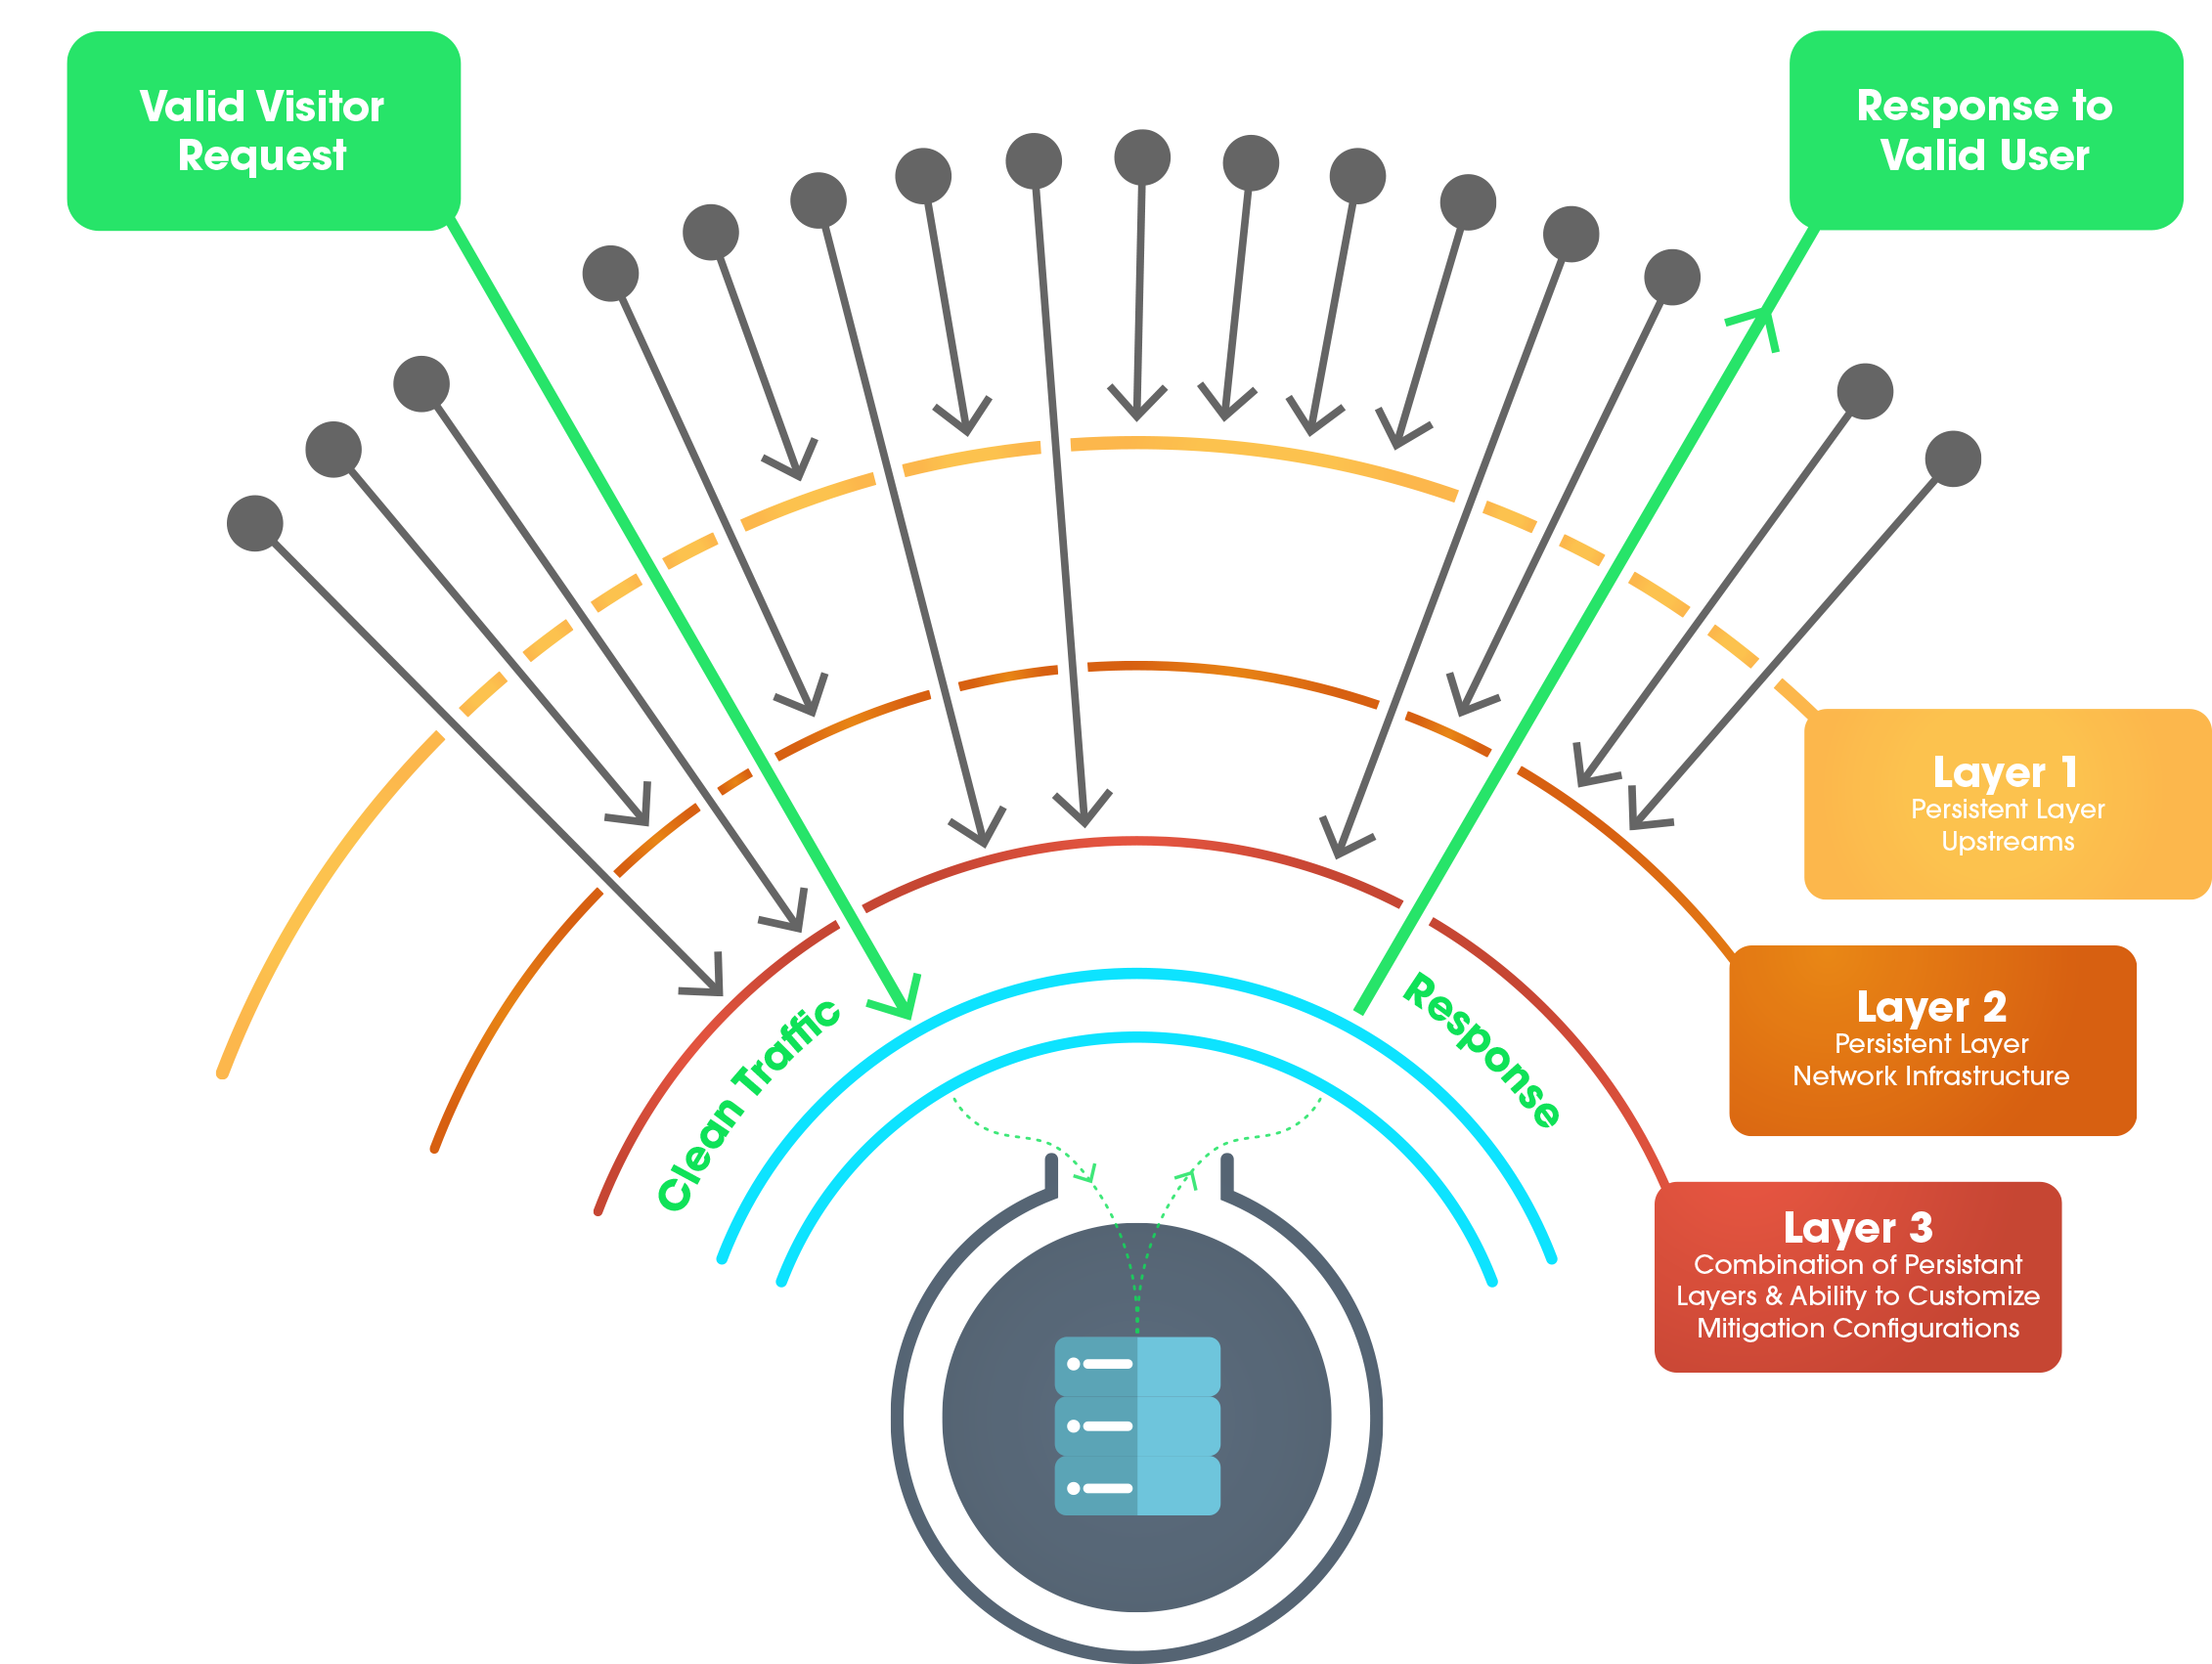 Valid Visitor
Request
Response to
Valid User
Layer 1
Persistent Layer
Upstreams
Layer 2
Persistent Layer
Network Infrastructure
Layer 3
Combination of Persistant
Layers & Ability to Customize
Mitigation Configurations
Clean Traffic
Response